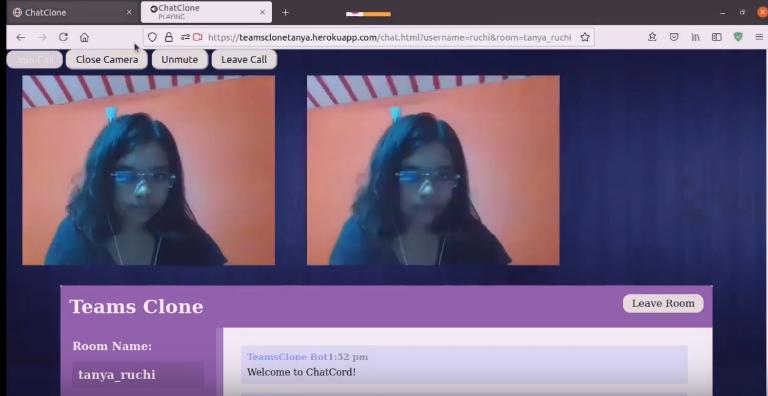 ChatClone
ChatClone
PLAYING
https://teamsclonetanya.herokuapp.com/chat.html?username=ruchi&room=tanya_ruchi
Join Call
Close Camera
Unmute
Leave Call
Teams Clone
Leave Room
Room Name:
tanya_ruchi
TeamsClone Bot1:52 pm
Welcome to ChatCord!